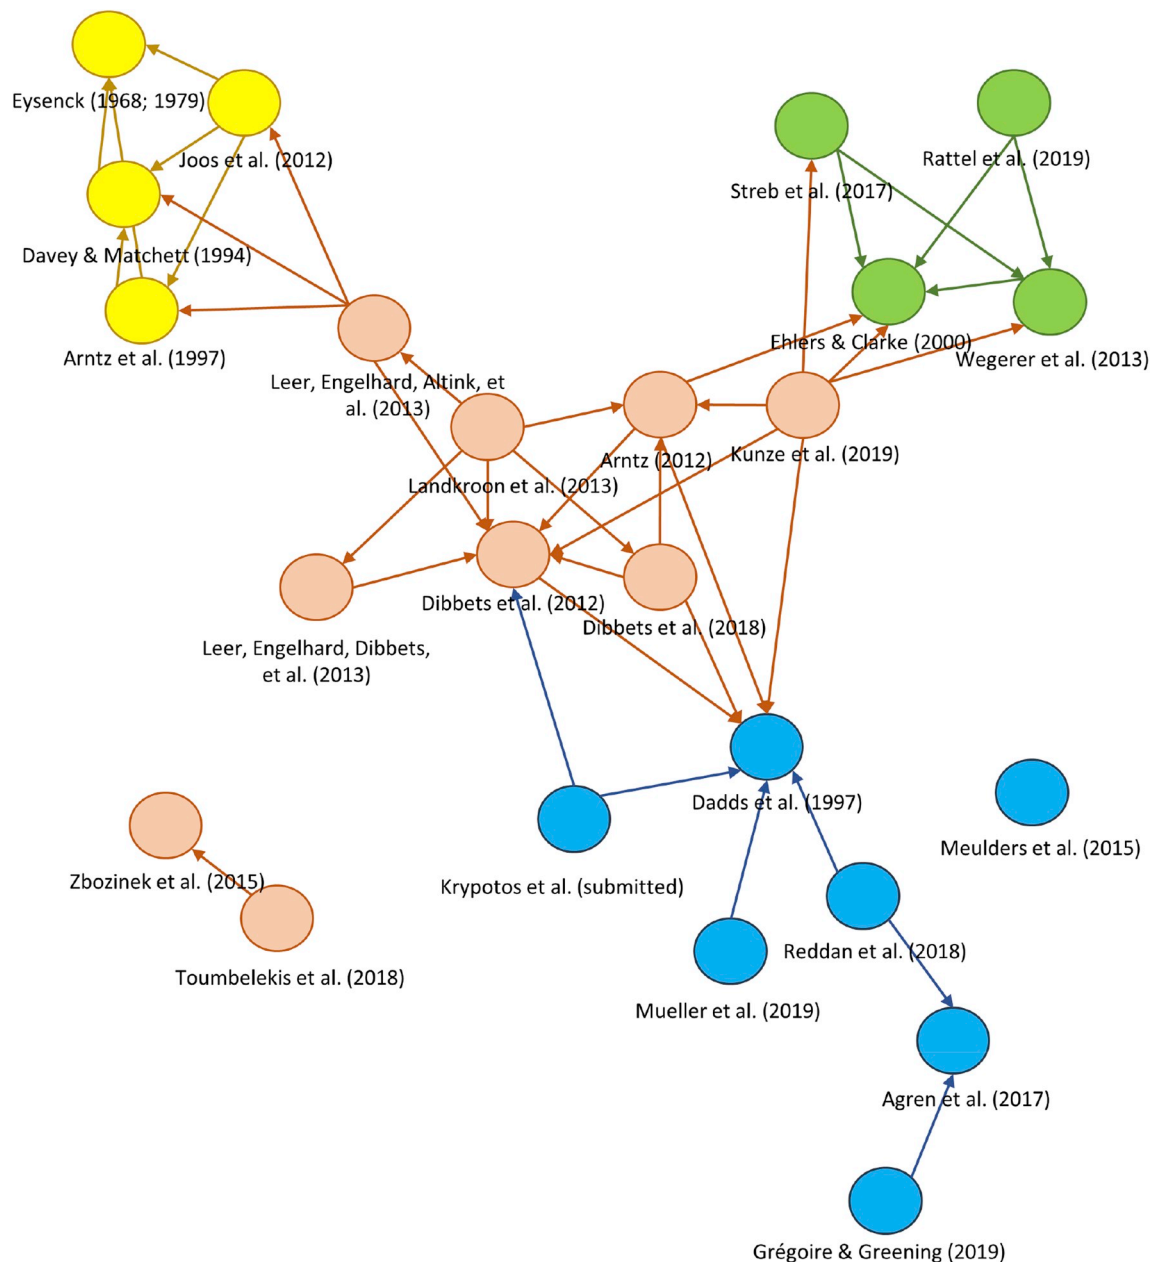 Eysenck (1968; 1979)
Joos et al. (2012)
Rattel et al. (2019)
Streb et al. (2017)
Davey & Matchett (1994)
Arntz et al. (1997)
Ehlers & Clarke (2000)
Wegerer et al. (2013)
Leer, Engelhard, Altink, et
al. (2013)
Arntz (2012)
Kunze et al. (2019)
Landkroon et al. (2013)
Dibbets et al. (2012)
Dibbets et al. (2018)
Leer, Engelhard, Dibbets,
et al. (2013)
Dadds et al. (1997)
Meulders et al. (2015)
Zbozinek et al. (2015)
Krypotos et al. (submitted)
Reddan et al. (2018)
Toumbelekis et al. (2018)
Mueller et al. (2019)
Agren et al. (2017)
Grégoire & Greening (2019)